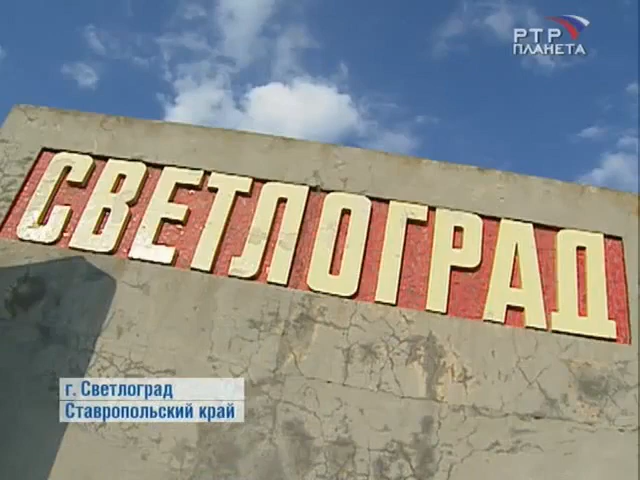 РТР
ПЛАНЕТА
СВЕТЛОГРАД
г. Светлоград
Ставропольский край